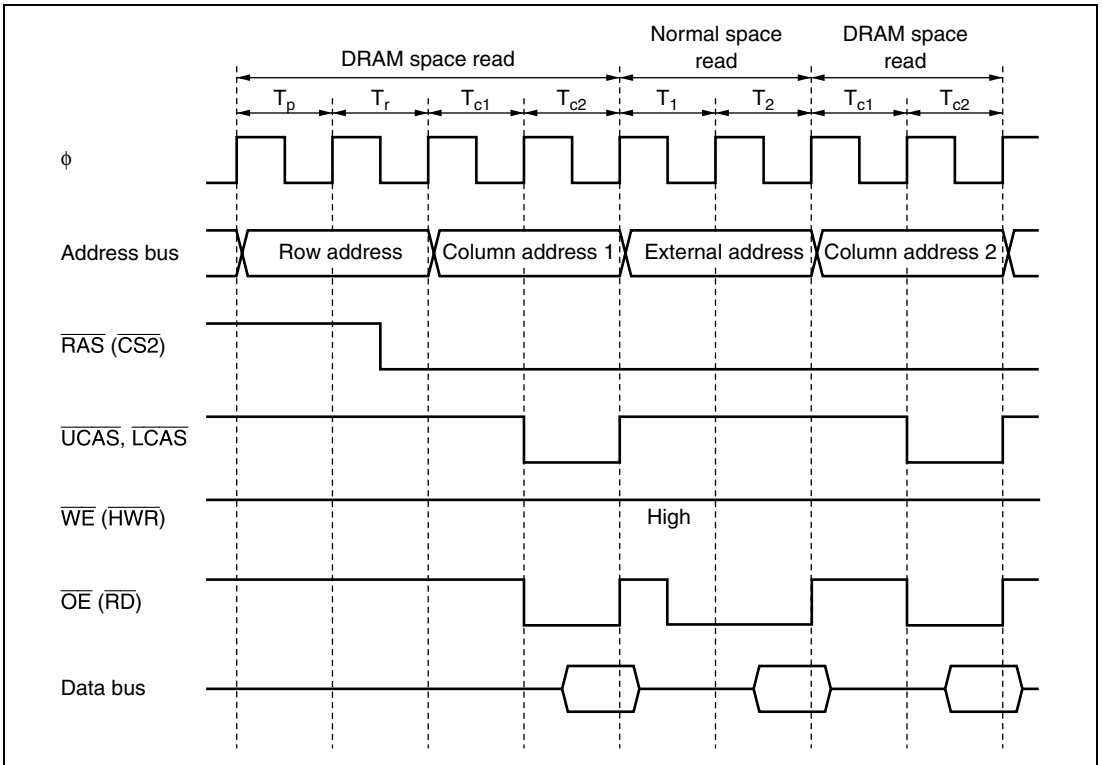 Normal space read
DRAM space read
DRAM space read
Tp
Tr
Tc1
Tc2
T1
T2
Tc1
Tc2
ϕ
Address bus
Row address
Column address 1
External address
Column address 2
RAS (CS2)
UCAS, LCAS
WE (HWR)
High
OE (RD)
Data bus